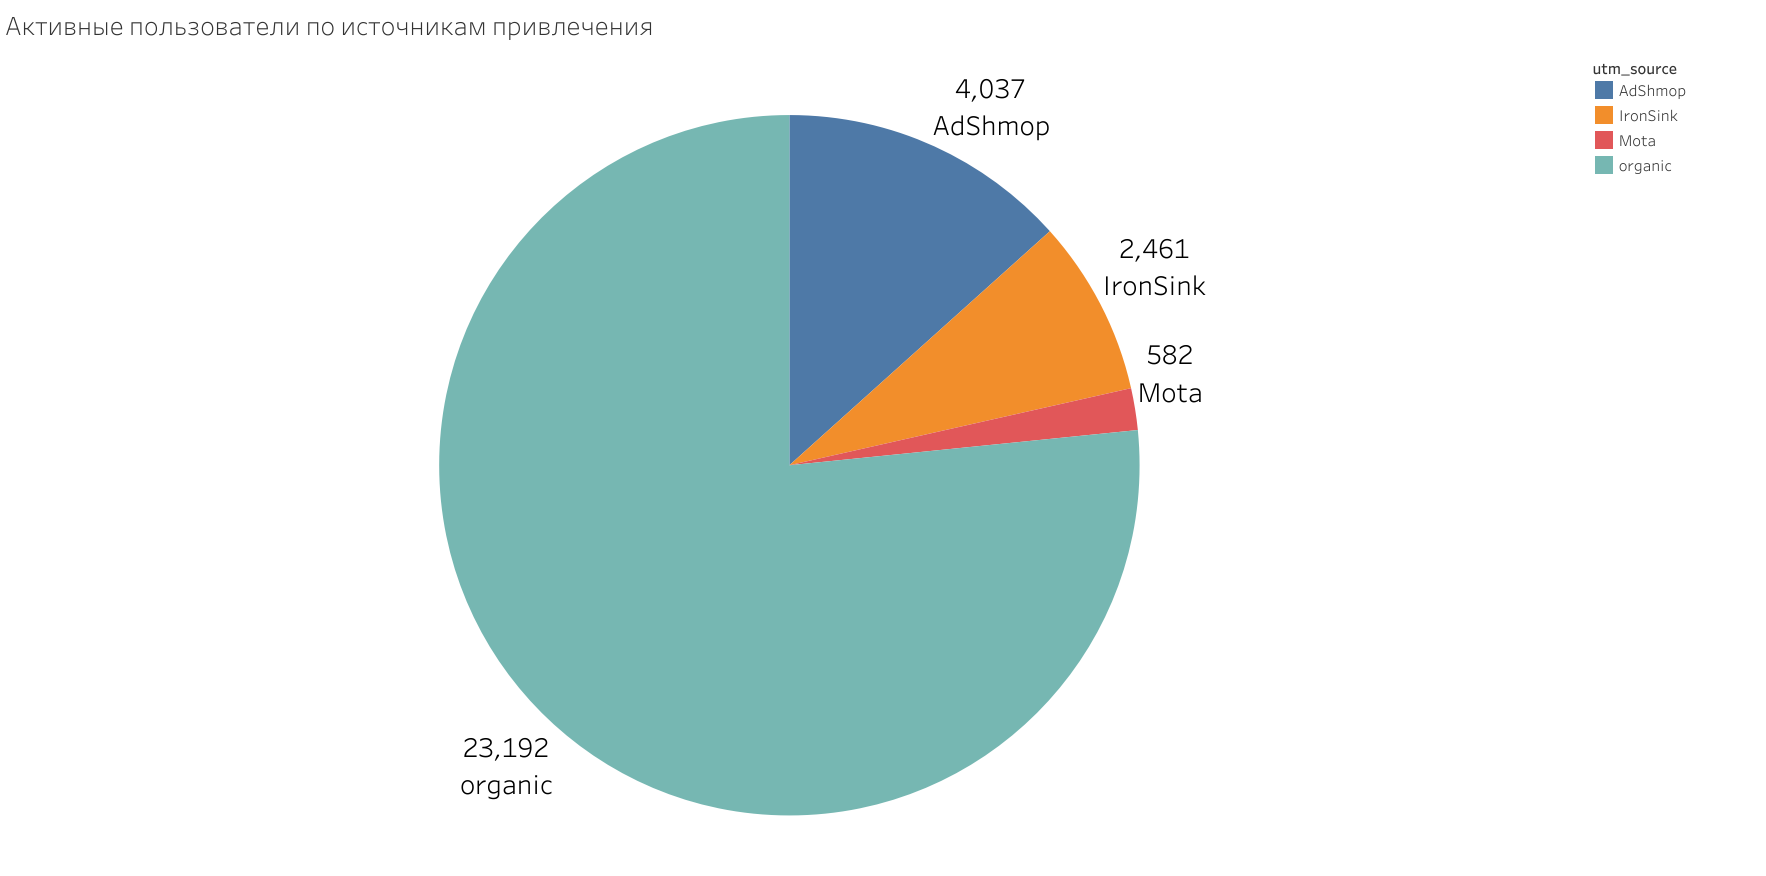 Активные пользователи по источникам привлечения
utm_source
AdShmop
IronSink
Mota
organic
4,037
AdShmop
2,461
IronSink
582
Mota
23,192
organic